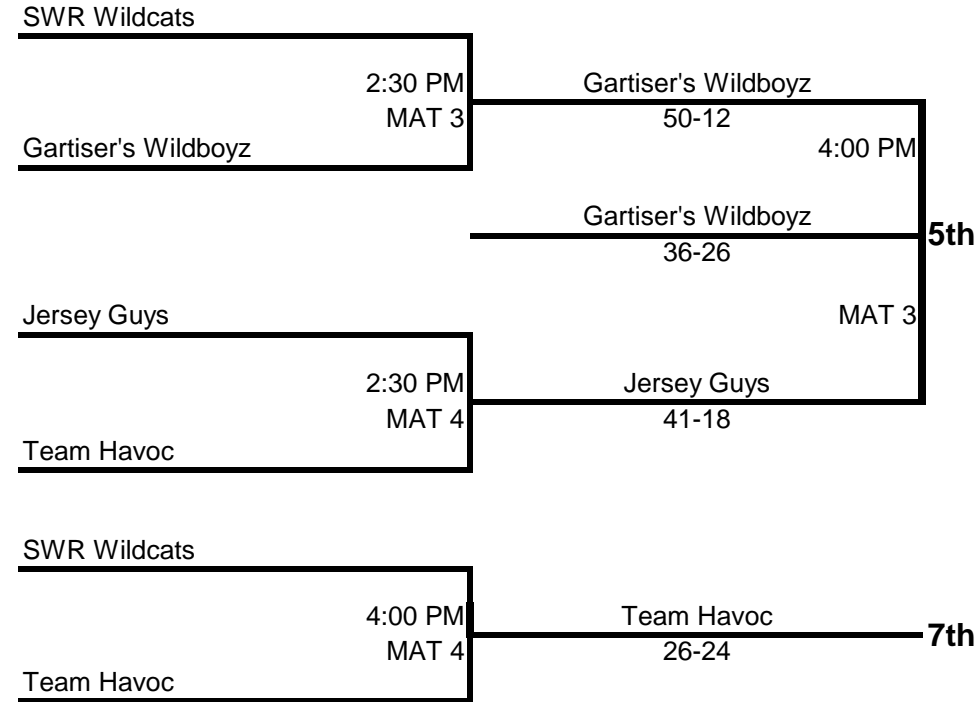 SWR Wildcats
2:30 PM
Gartiser's Wildboyz
MAT 3
50-12
Gartiser's Wildboyz
4:00 PM
Gartiser's Wildboyz
5th
36-26
Jersey Guys
MAT 3
2:30 PM
Jersey Guys
MAT 4
41-18
Team Havoc
SWR Wildcats
4:00 PM
Team Havoc
7th
MAT 4
26-24
Team Havoc